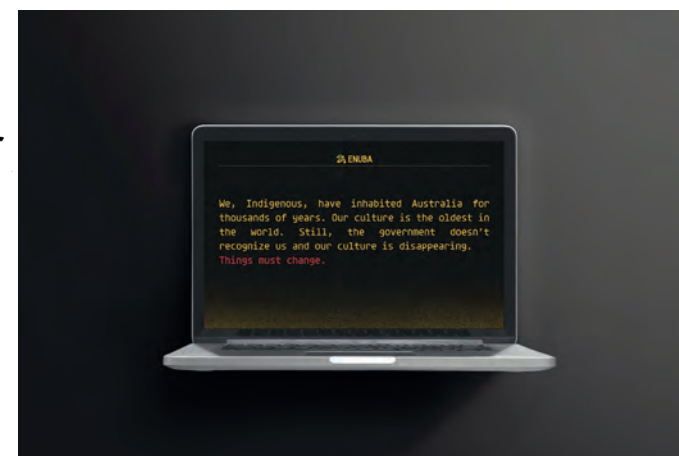 ENUBA
We, Indigenous, have inhabited Australia for
thousands of years. Our culture is the oldest in
the world. Still, the government doesn't
recognize us and our culture is disappearing.
Things must change.